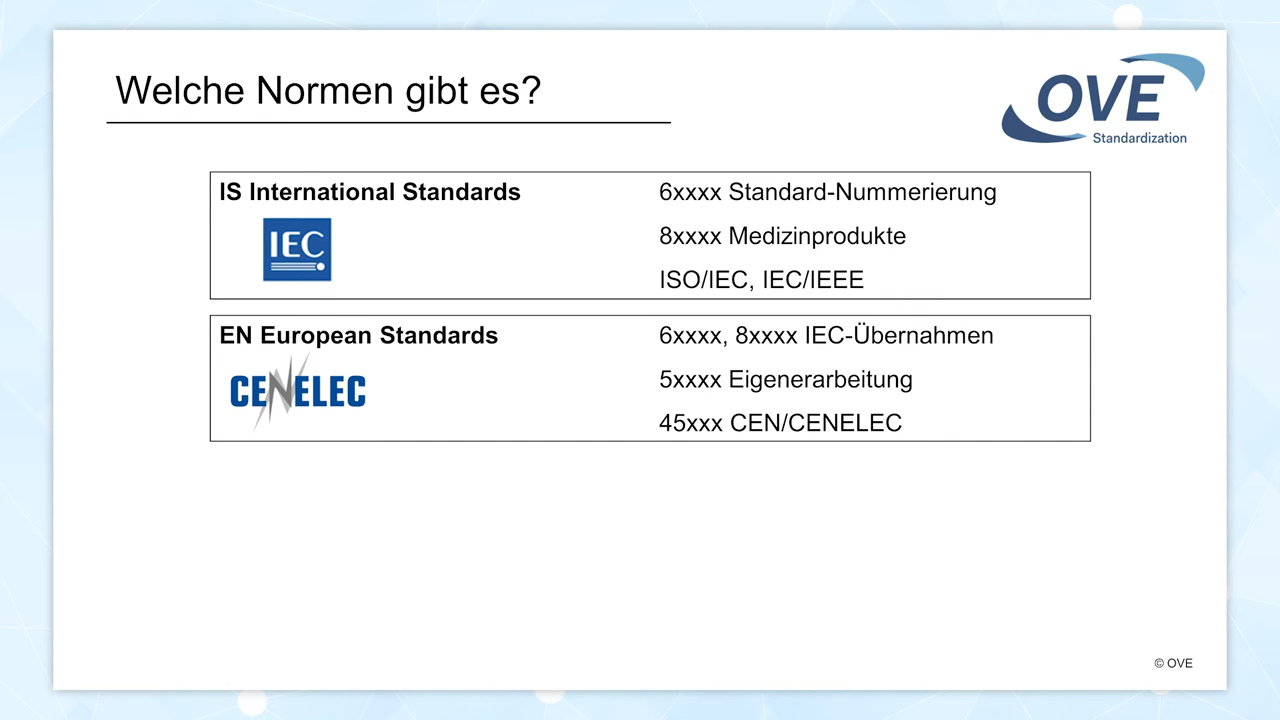 Welche Normen gibt es?
OVE
Standardization
IS International Standards
6xxxx Standard-Nummerierung
IEC
8xxxx Medizinprodukte
ISO/IEC, IEC/IEEE
EN European Standards
6xxxx, 8xxxx IEC-Übernahmen
CENELEC
5xxxx Eigenerarbeitung
45xxx CEN/CENELEC
© OVE